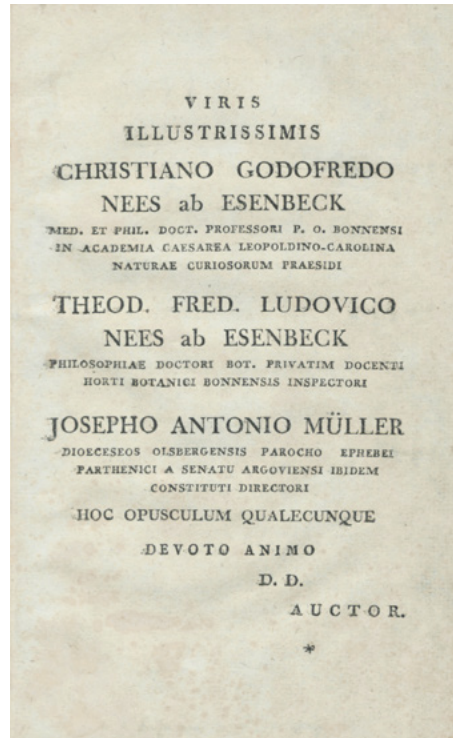 VIRIS
ILLUSTRISSIMIS
CHRISTIANO GODOFREDO
NEES ab ESENBECK
MED. ET PHIL. DOCT. PROFESSORI P. O. BONNENSI
IN ACADEMIA CAESAREA LEOPOLDINO-CAROLINA
NATURAE CURIOSORUM PRAESIDI
THEOD. FRED. LUDOVICO
NEES ab ESENBECK
PHILOSOPHIAE DOCTORI BOT. PRIVATIM DOCENTI
HORTI BOTANICI BONNENSIS INSPECTORI
JOSEPHO ANTONIO MÜLLER
DIOECESEOS OLSBERGENSIS PAROCHO EPHEBEI
PARTHENICI A SENATU ARGOVIENSI IBIDEM
CONSTITUTI DIRECTORI
HOC OPUSCULUM QUALECUNQUE
DEVOTO ANIMO
D. D.
AUCTOR.
*